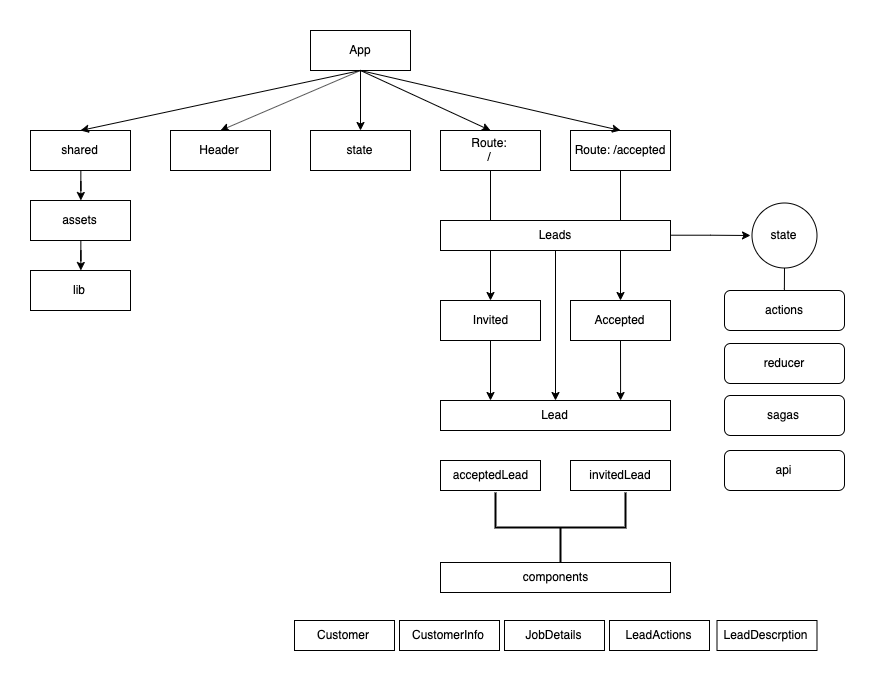 App
shared
Header
state
Route:
/
Route: /accepted
assets
Leads
state
lib
actions
Invited
Accepted
reducer
Lead
sagas
acceptedLead
invitedLead
api
components
Customer
CustomerInfo
JobDetails
LeadActions
LeadDescrption